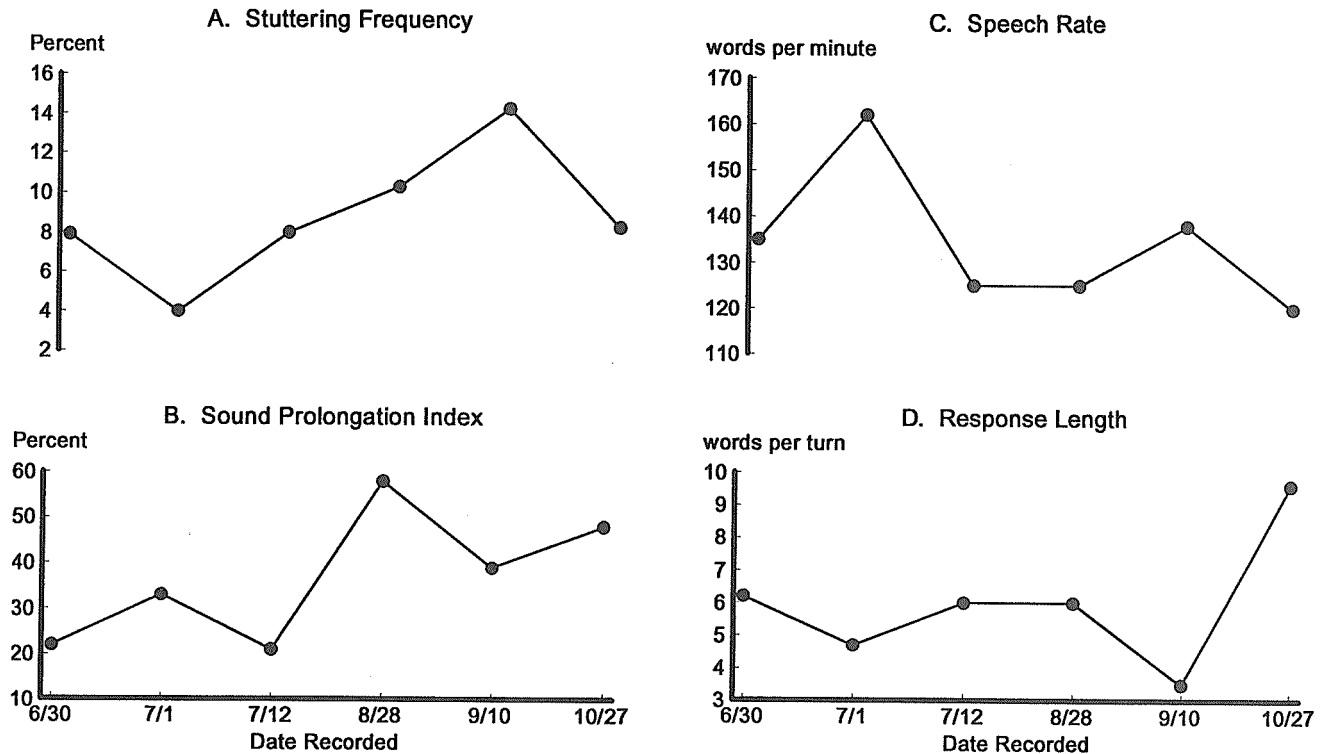 A. Stuttering Frequency
Percent
16
14
12
10
8
6
4
2
C. Speech Rate
words per minute
170
160
150
140
130
120
110
B. Sound Prolongation Index
Percent
60
50
40
30
20
10
6/30 7/1 7/12 8/28 9/10 10/27
Date Recorded
D. Response Length
words per turn
10
9
8
7
6
5
4
3
6/30 7/1 7/12 8/28 9/10 10/27
Date Recorded